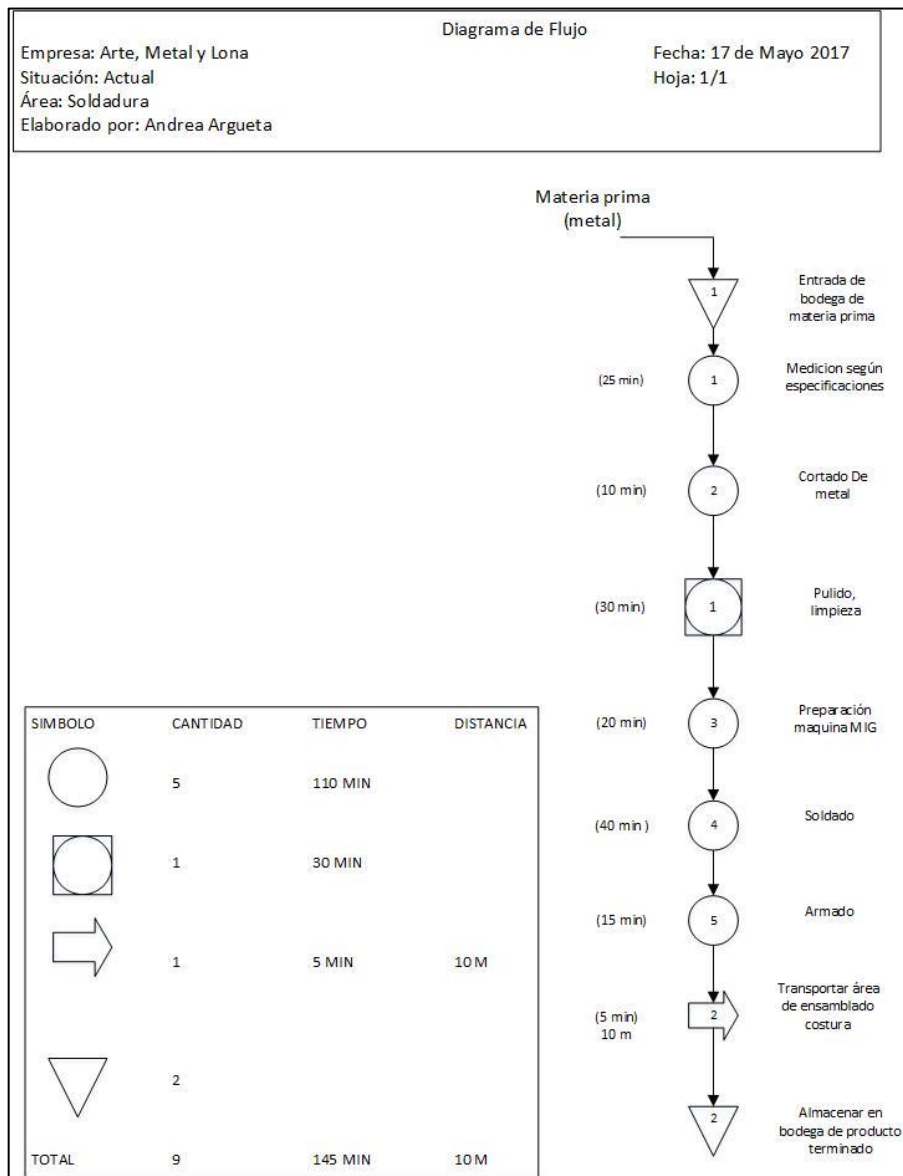 Diagrama de Flujo
Empresa: Arte, Metal y Lona
Fecha: 17 de Mayo 2017
Situación: Actual
Hoja: 1/1
Área: Soldadura
Elaborado por: Andrea Argueta
Materia prima
(metal)
1
Entrada de
bodega de
materia prima
(25 min)
1
Medicion según
especificaciones
(10 min)
2
Cortado De
metal
(30 min)
1
Pulido,
limpieza
(20 min)
3
Preparación
maquina MIG
(40 min )
4
Soldado
(15 min)
5
Armado
(5 min)
10 m
2
Transportar área
de ensamblado
costura
2
Almacenar en
bodega de producto
terminado
SIMBOLO CANTIDAD TIEMPO DISTANCIA
5 110 MIN
1 30 MIN
1 5 MIN 10 M
2
TOTAL 9 145 MIN 10 M